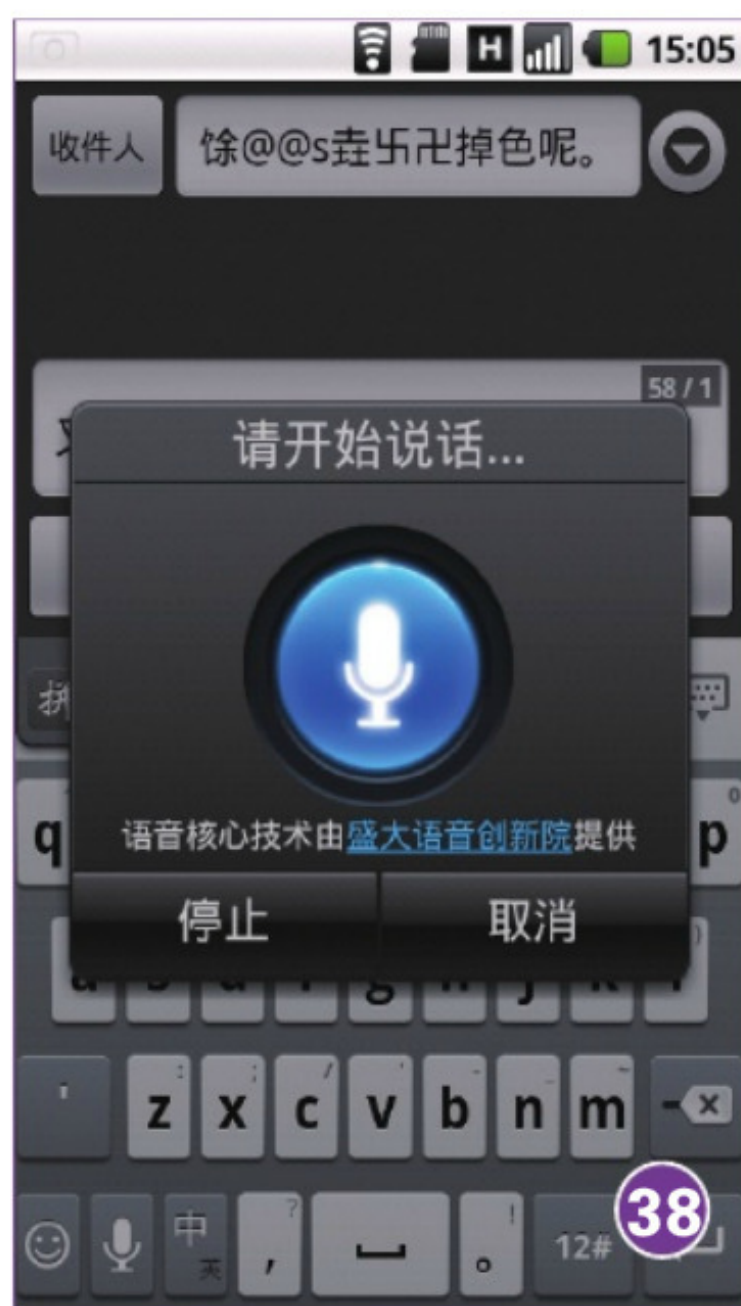 15:05
收件人
馀@@s壵卐卍掉色呢。
58 / 1
请开始说话...
语音核心技术由盛大语音创新院提供
停止
取消
q
p
0
g
)
' z x c v b n m
: ; / ' - _ ~
中
英
, ?
。 !
12#
38